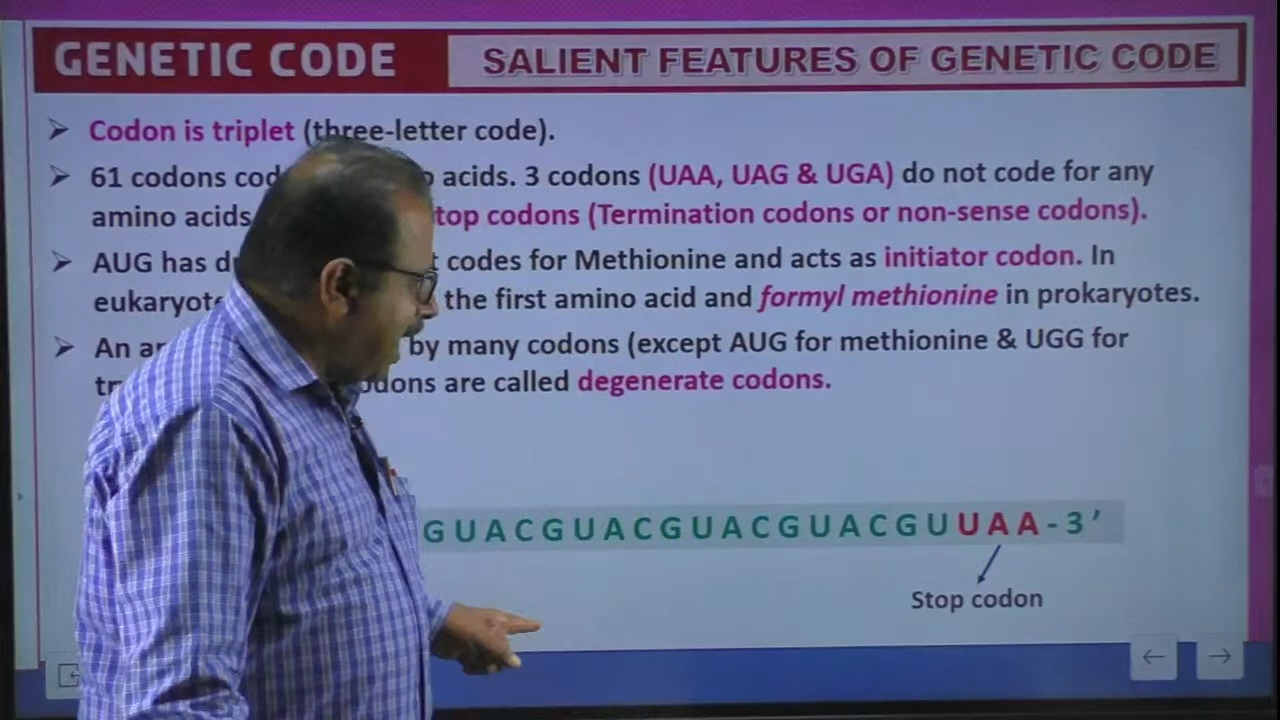 GENETIC CODE
SALIENT FEATURES OF GENETIC CODE
➢ Codon is triplet (three-letter code).
➢ 61 codons acids. 3 codons (UAA, UAG & UGA) do not code for any
amino acids top codons (Termination codons or non-sense codons).
➢ AUG has codes for Methionine and acts as initiator codon. In
the first amino acid and formyl methionine in prokaryotes.
➢ An by many codons (except AUG for methionine & UGG for
are called degenerate codons.
GUACGUACGUACGUACGUUAA-3’
Stop codon